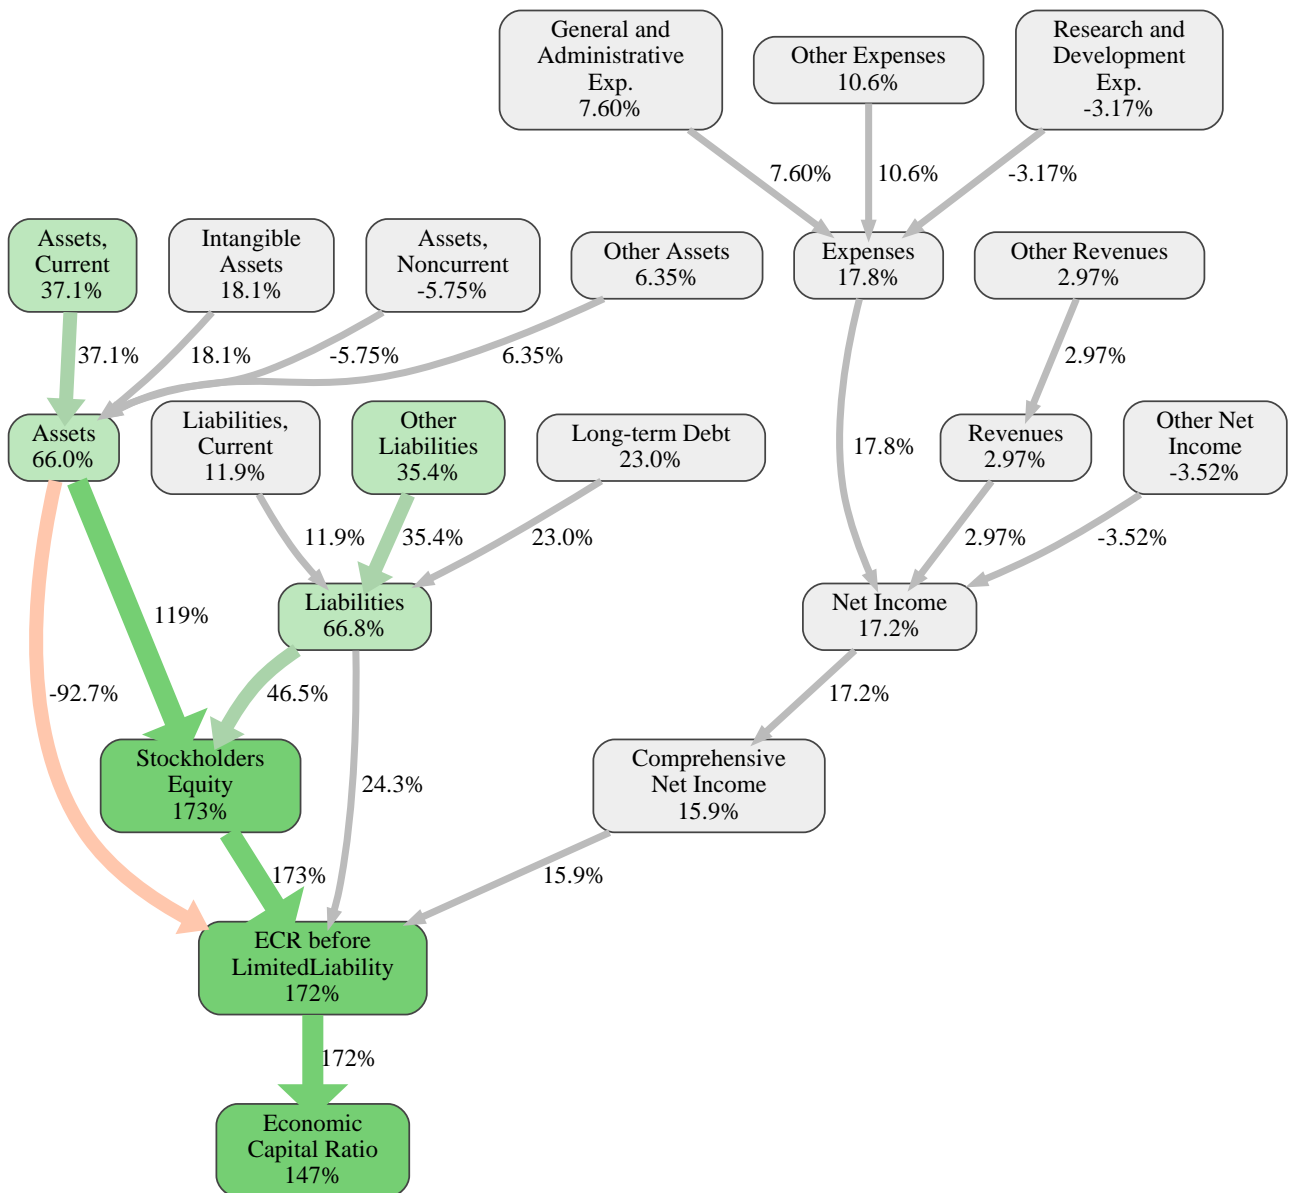 General and
Administrative
Exp.
7.60%
Other Expenses
10.6%
Research and
Development
Exp.
-3.17%
7.60%
10.6%
-3.17%
Assets,
Current
37.1%
Intangible
Assets
18.1%
Assets,
Noncurrent
-5.75%
Other Assets
6.35%
Expenses
17.8%
Other Revenues
2.97%
37.1%
18.1%
-5.75%
6.35%
2.97%
Assets
66.0%
Liabilities,
Current
11.9%
Other
Liabilities
35.4%
Long-term Debt
23.0%
17.8%
Revenues
2.97%
Other Net
Income
-3.52%
11.9%
35.4%
23.0%
2.97%
-3.52%
119%
Liabilities
66.8%
Net Income
17.2%
-92.7%
46.5%
17.2%
Stockholders
Equity
173%
24.3%
Comprehensive
Net Income
15.9%
173%
15.9%
ECR before
LimitedLiability
172%
172%
Economic
Capital Ratio
147%